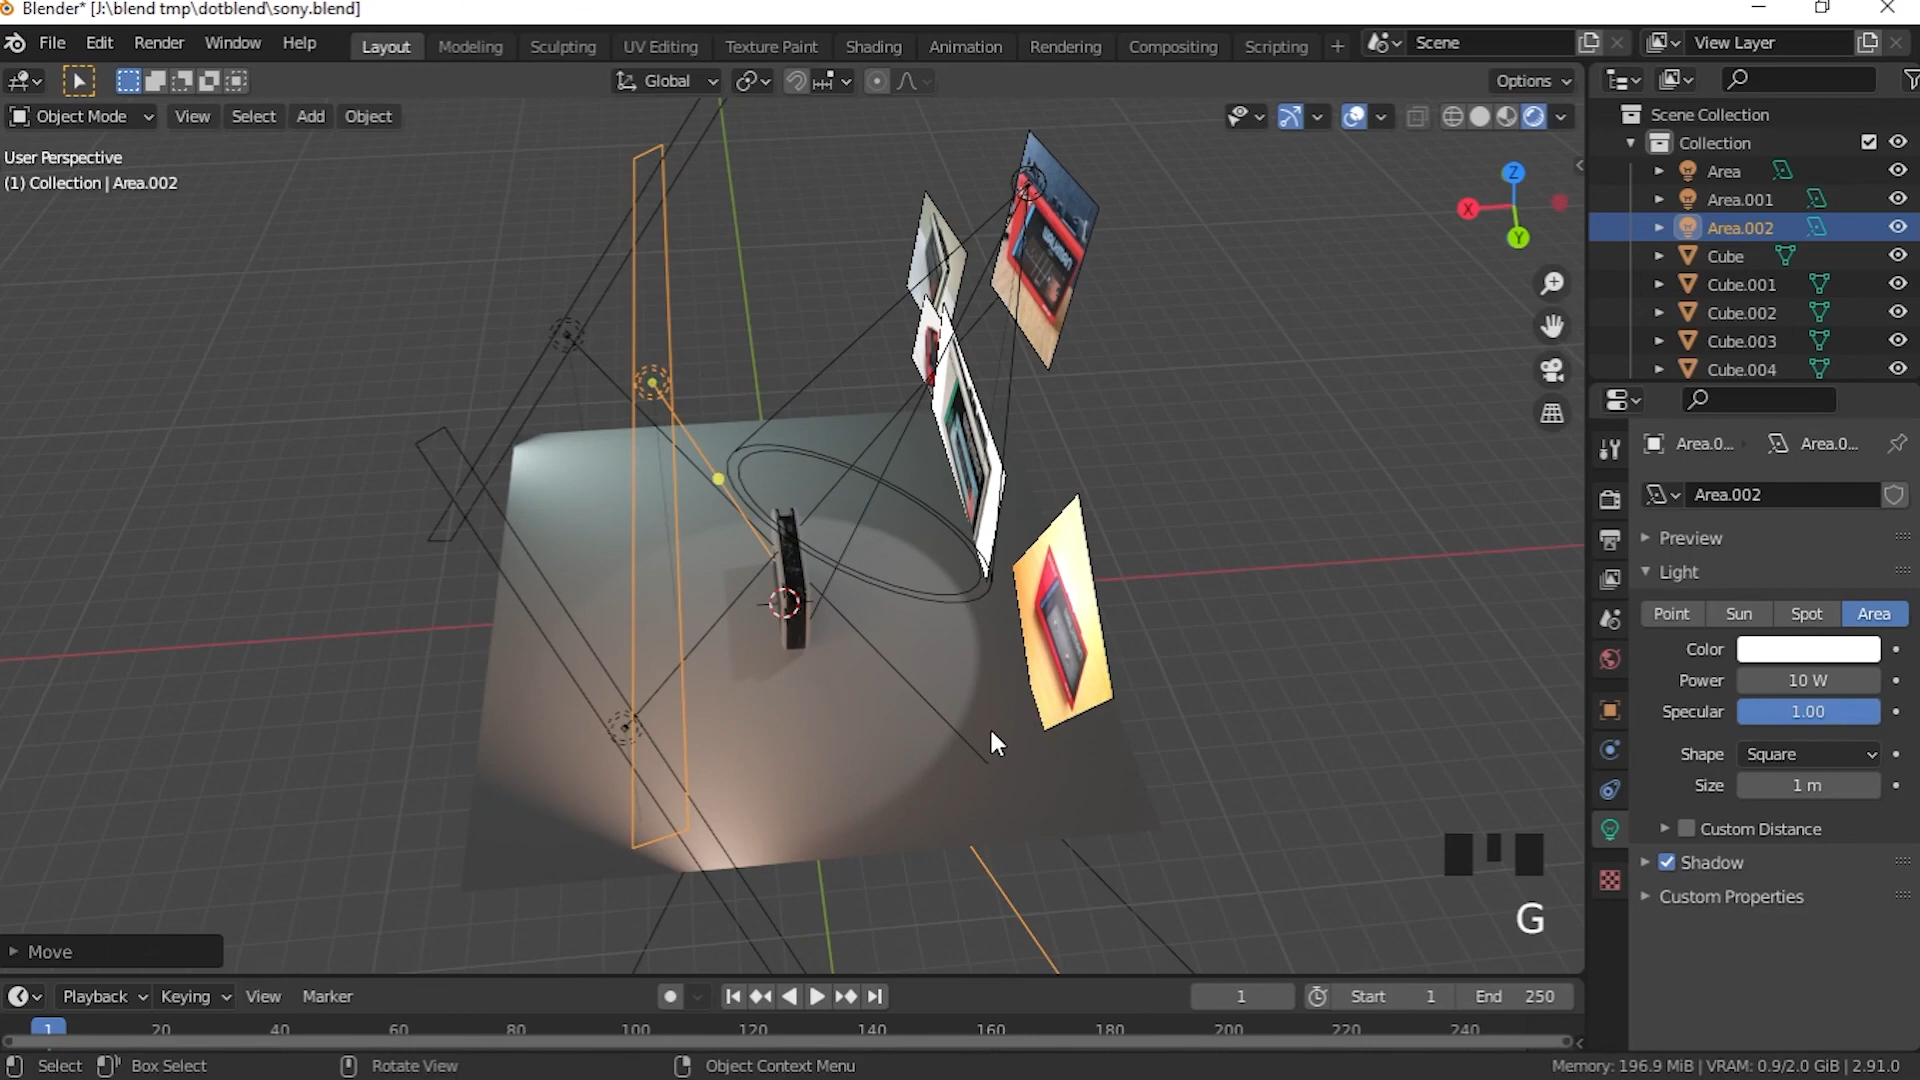 Blender* [J:\blend tmp\dotblend\sony.blend]
File Edit Render Window Help Layout Modeling Sculpting UV Editing Texture Paint Shading Animation Rendering Compositing Scripting + Scene View Layer
Global Options
Object Mode View Select Add Object
User Perspective
(1) Collection | Area.002
Z
X
Y
Scene Collection
Collection
Area
Area.001
Area.002
Cube
Cube.001
Cube.002
Cube.003
Cube.004
Area.0... Area.0...
Area.002
Preview
Light
Point Sun Spot Area
Color
Power 10 W
Specular 1.00
Shape Square
Size 1 m
Custom Distance
Shadow
Custom Properties
G
Move
Playback Keying View Marker 1 Start 1 End 250
1 20 40 60 80 100 120 140 160 180 200 220 240
Select Box Select Rotate View Object Context Menu Memory: 196.9 MiB | VRAM: 0.9/2.0 GiB | 2.91.0